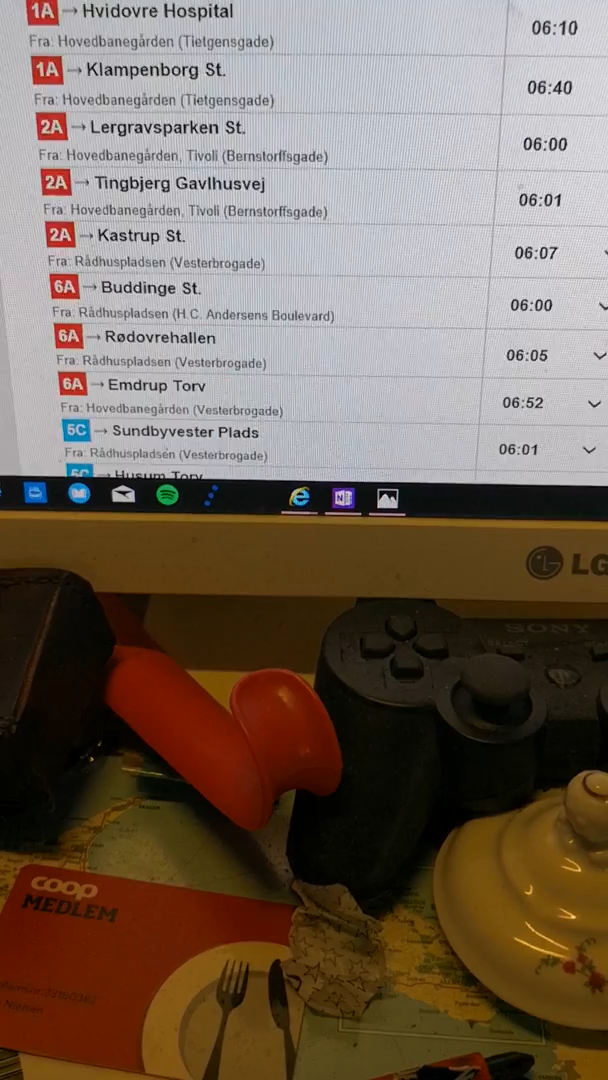 1A → Hvidovre Hospital 06:10
Fra: Hovedbanegården (Tietgensgade)
1A → Klampenborg St. 06:40
Fra: Hovedbanegården (Tietgensgade)
2A → Lergravsparken St. 06:00
Fra: Hovedbanegården, Tivoli (Bernstorffsgade)
2A → Tingbjerg Gavlhusvej 06:01
Fra: Hovedbanegården, Tivoli (Bernstorffsgade)
2A → Kastrup St. 06:07
Fra: Rådhuspladsen (Vesterbrogade)
6A → Buddinge St. 06:00
Fra: Rådhuspladsen (H.C. Andersens Boulevard)
6A → Rødovrehallen 06:05
Fra: Rådhuspladsen (Vesterbrogade)
6A → Emdrup Torv 06:52
Fra: Hovedbanegården (Vesterbrogade)
5C → Sundbyvester Plads 06:01
Fra: Rådhuspladsen (Vesterbrogade)
5C → Husum Torv
LG
SONY
coop
MEDLEM